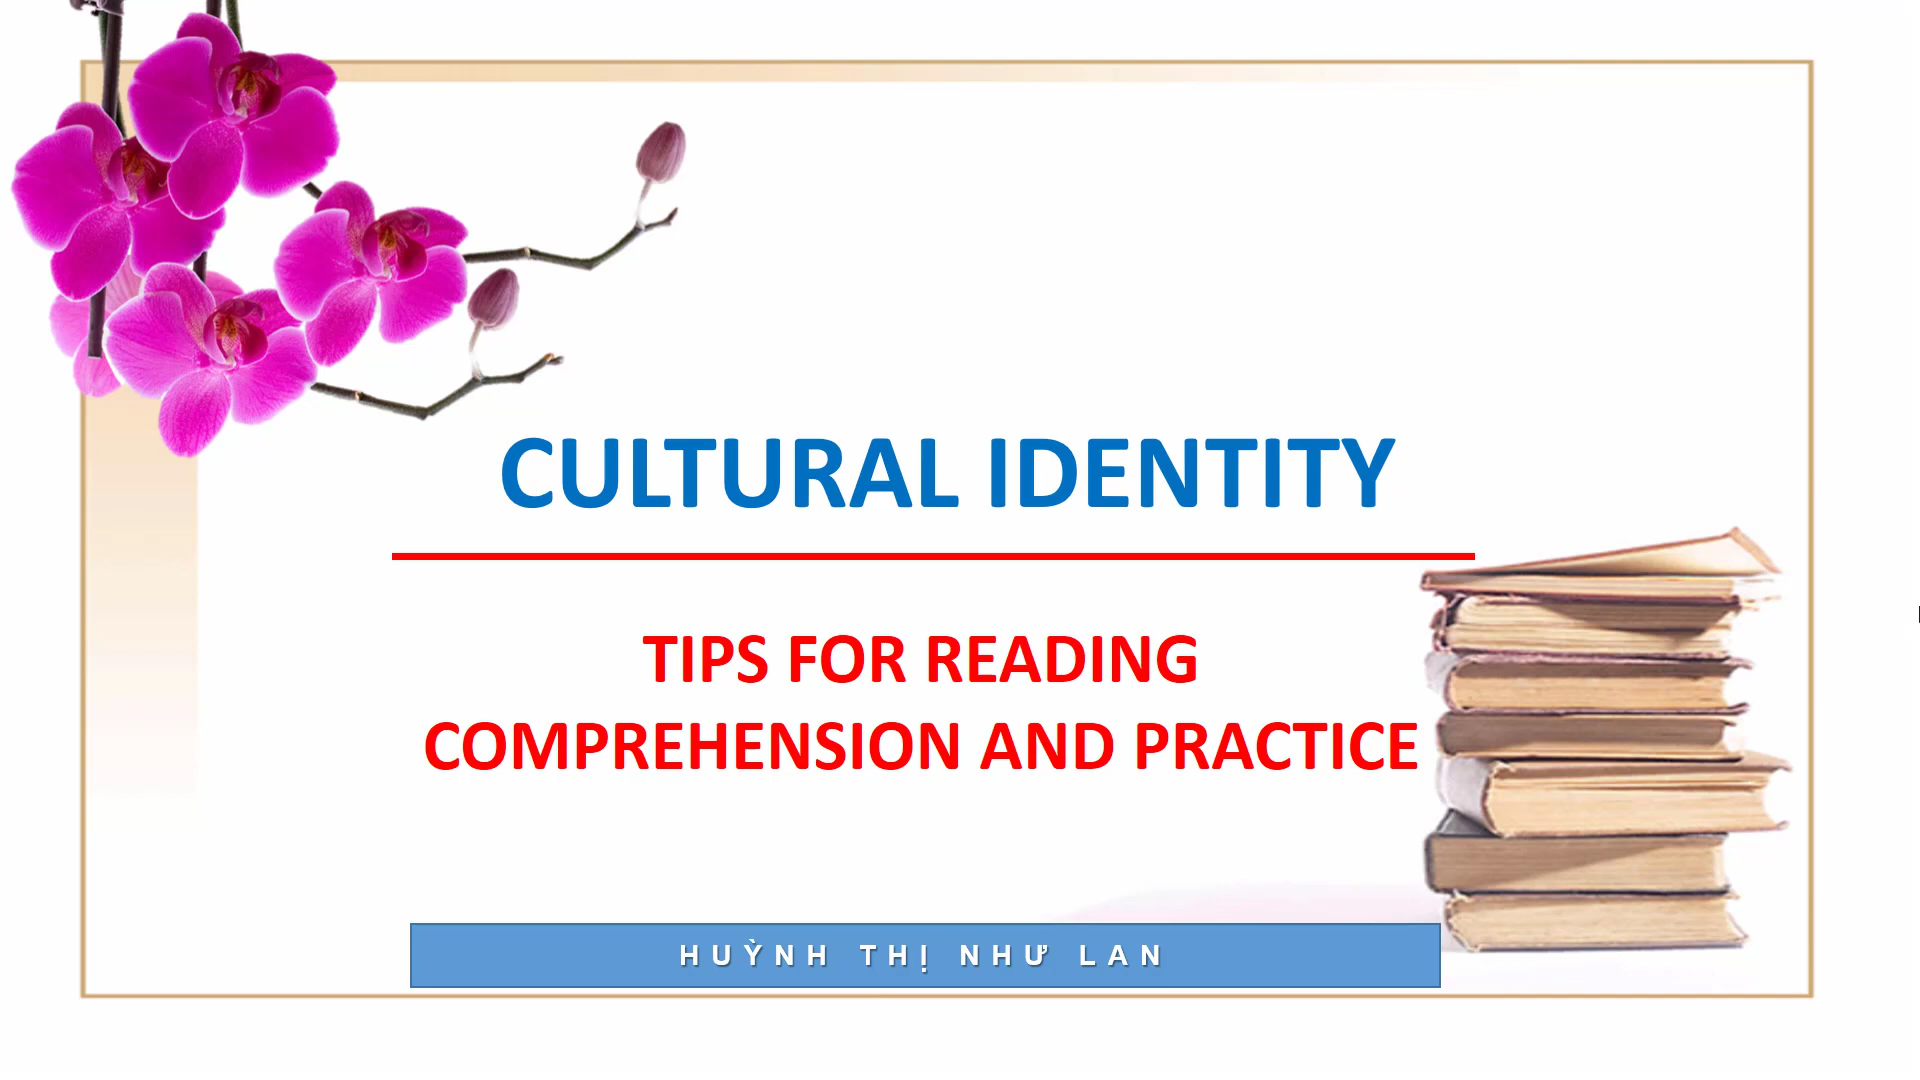 CULTURAL IDENTITY
TIPS FOR READING
COMPREHENSION AND PRACTICE
HUỲNH THỊ NHƯ LAN